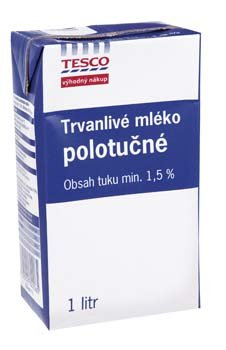 TESCO
výhodný nákup
Trvanlivé mléko
polotučné
Obsah tuku min. 1,5 %
1 litr